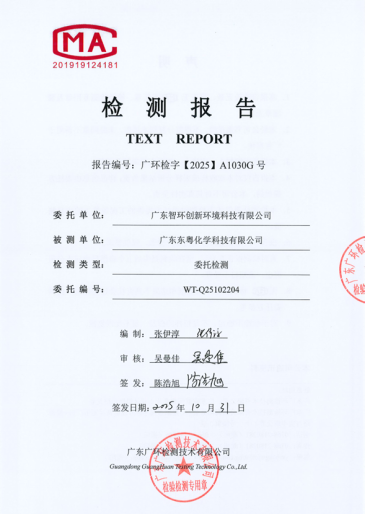 MA
201919124181
检 测 报 告
TEXT REPORT
报告编号：广环检字【2025】A1030G 号
委 托 单 位： 广东智环创新环境科技有限公司
被 测 单 位： 广东东粤化学科技有限公司
检 测 类 型： 委托检测
委 托 编 号： WT-Q25102204
编 制： 张伊淳
审 核： 吴曼佳 吴曼佳
签 发： 陈浩旭 陈浩旭
签发日期：2025 年 10 月 31 日
广东广环检测技术有限公司
Guangdong GuangHuan Testing Technology Co.,Ltd.
检验检测专用章